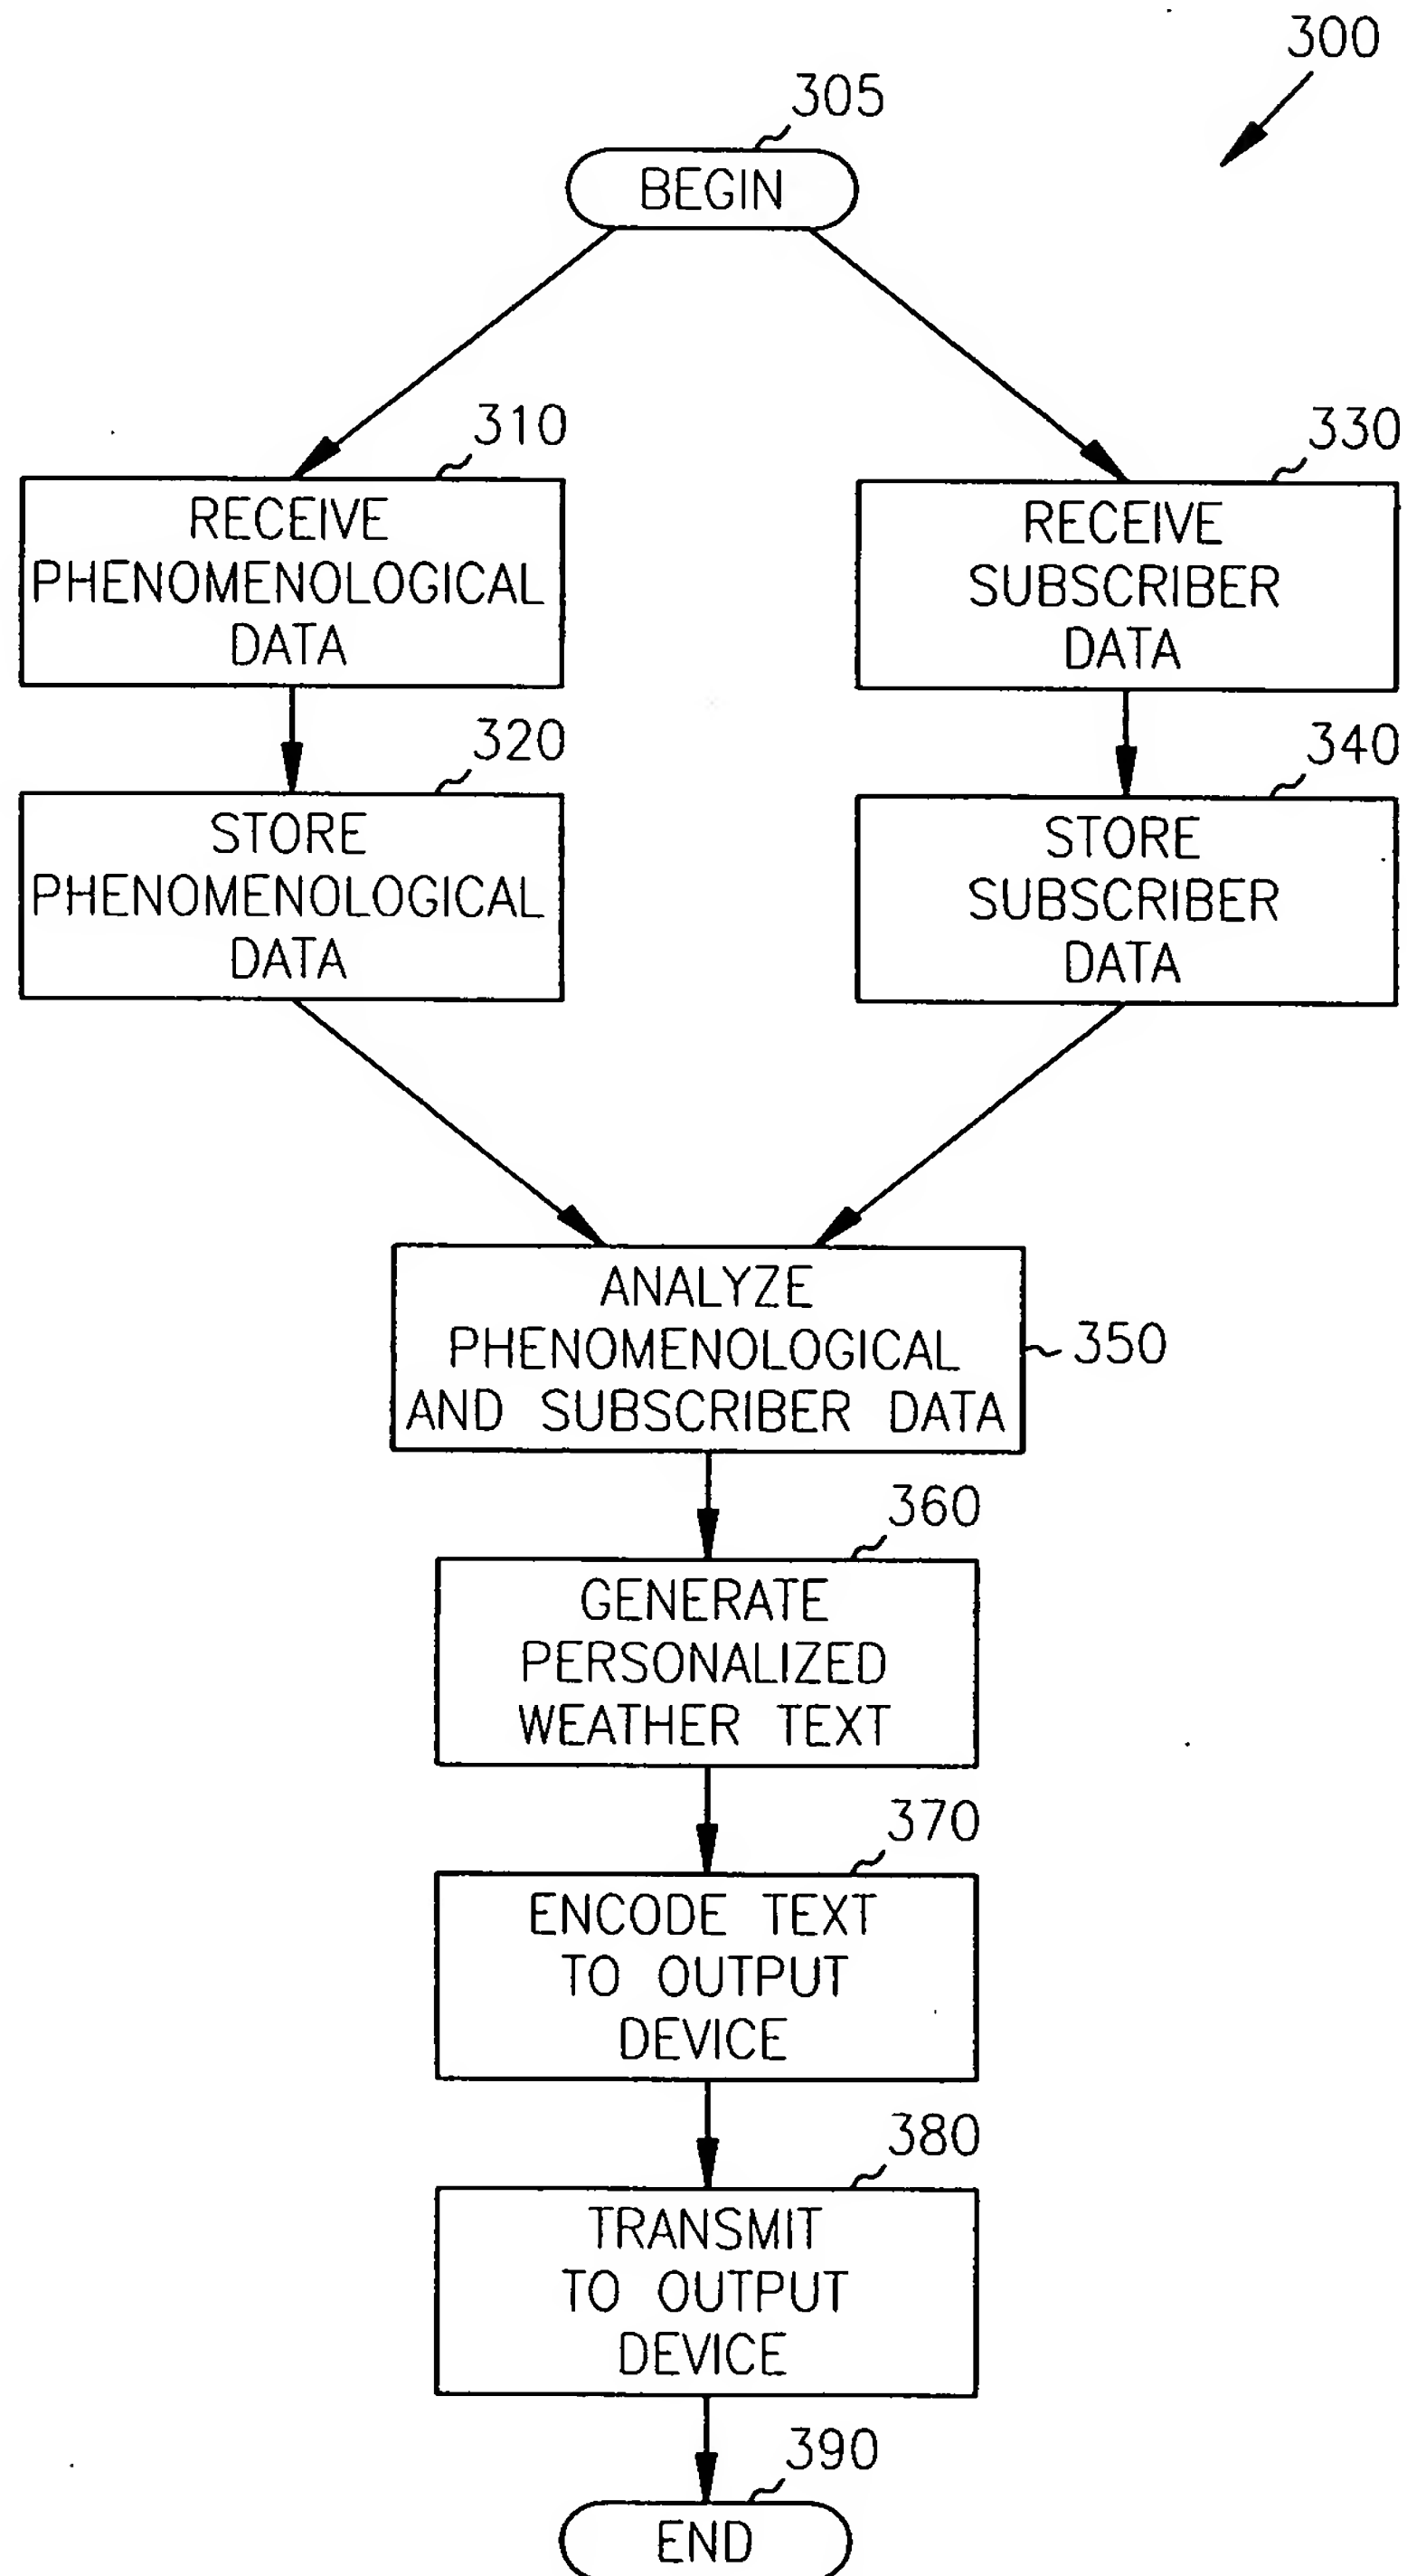 300
305
BEGIN
310
RECEIVE
PHENOMENOLOGICAL
DATA
330
RECEIVE
SUBSCRIBER
DATA
320
STORE
PHENOMENOLOGICAL
DATA
340
STORE
SUBSCRIBER
DATA
ANALYZE
PHENOMENOLOGICAL
AND SUBSCRIBER DATA
350
360
GENERATE
PERSONALIZED
WEATHER TEXT
370
ENCODE TEXT
TO OUTPUT
DEVICE
380
TRANSMIT
TO OUTPUT
DEVICE
390
END